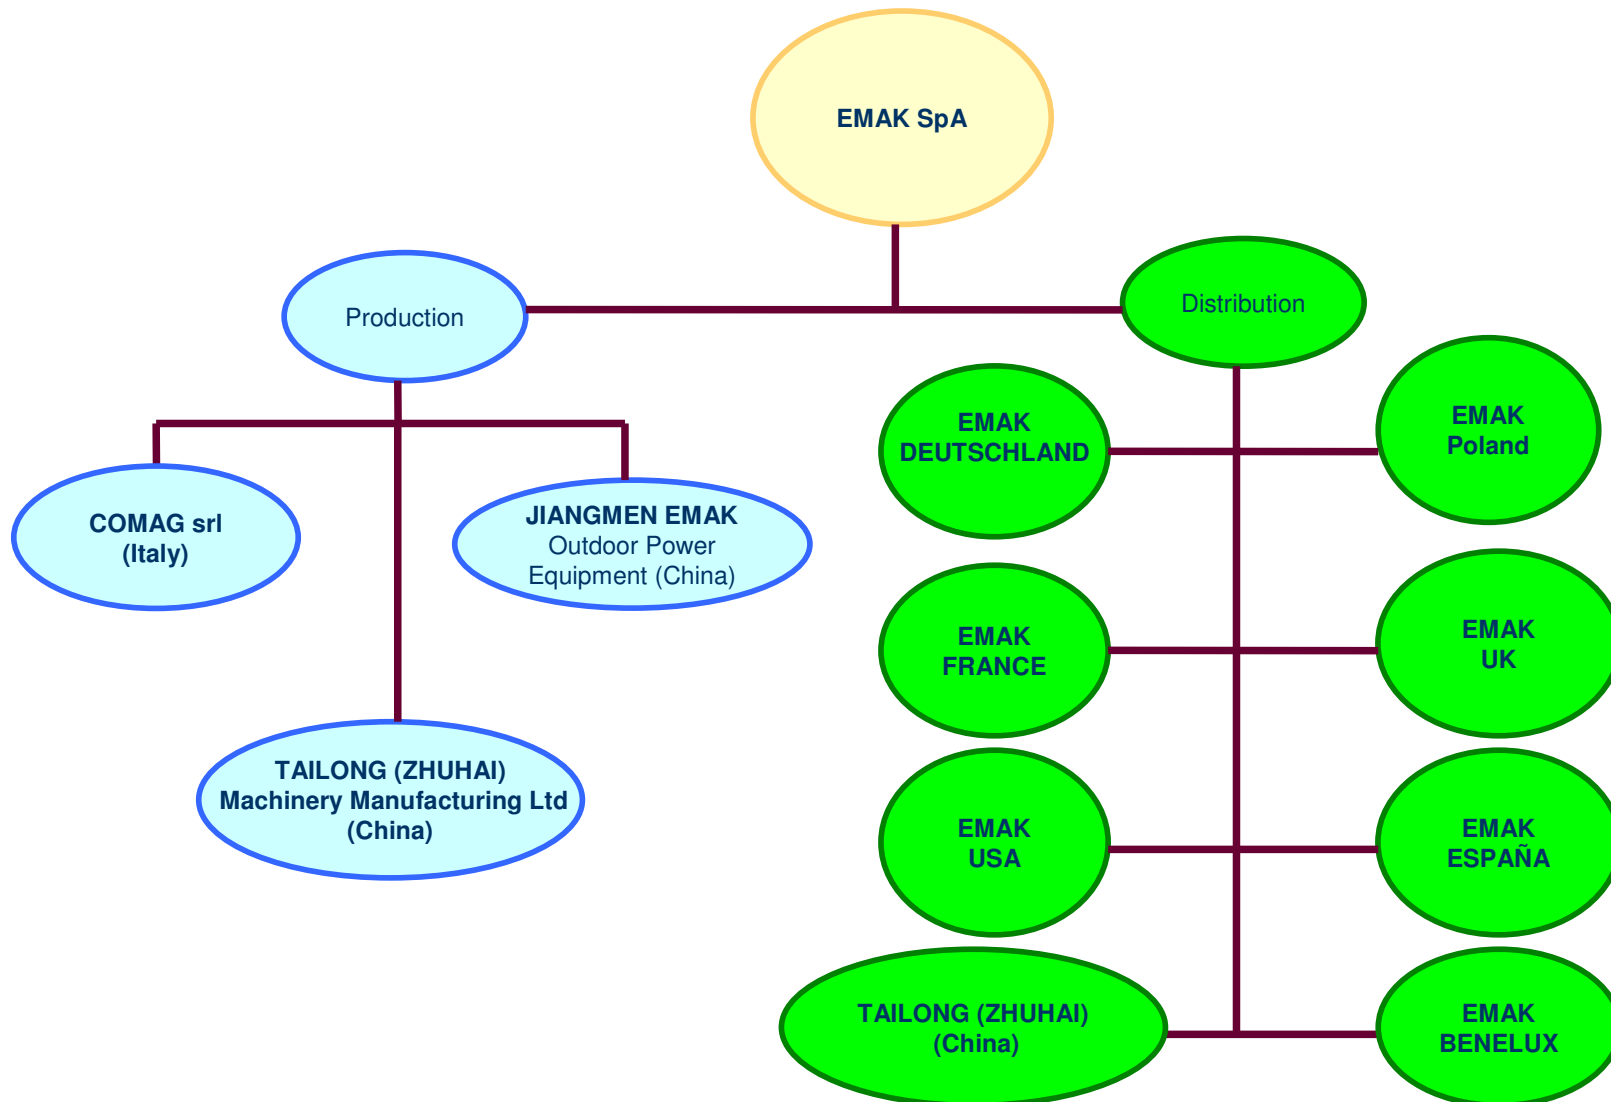 EMAK SpA
Production
Distribution
COMAG srl
(Italy)
JIANGMEN EMAK
Outdoor Power
Equipment (China)
TAILONG (ZHUHAI)
Machinery Manufacturing Ltd
(China)
EMAK
DEUTSCHLAND
EMAK
Poland
EMAK
FRANCE
EMAK
UK
EMAK
USA
EMAK
ESPAÑA
TAILONG (ZHUHAI)
(China)
EMAK
BENELUX